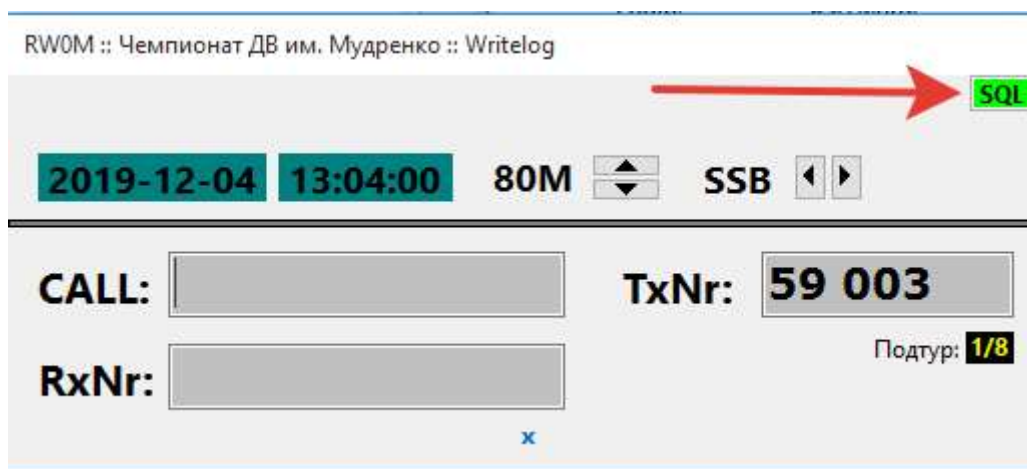 RW0M :: Чемпионат ДВ им. Мудренко :: Writelog
SQL
2019-12-04 13:04:00 80M SSB
CALL: TxNr: 59 003
Подтур: 1/8
RxNr:
x